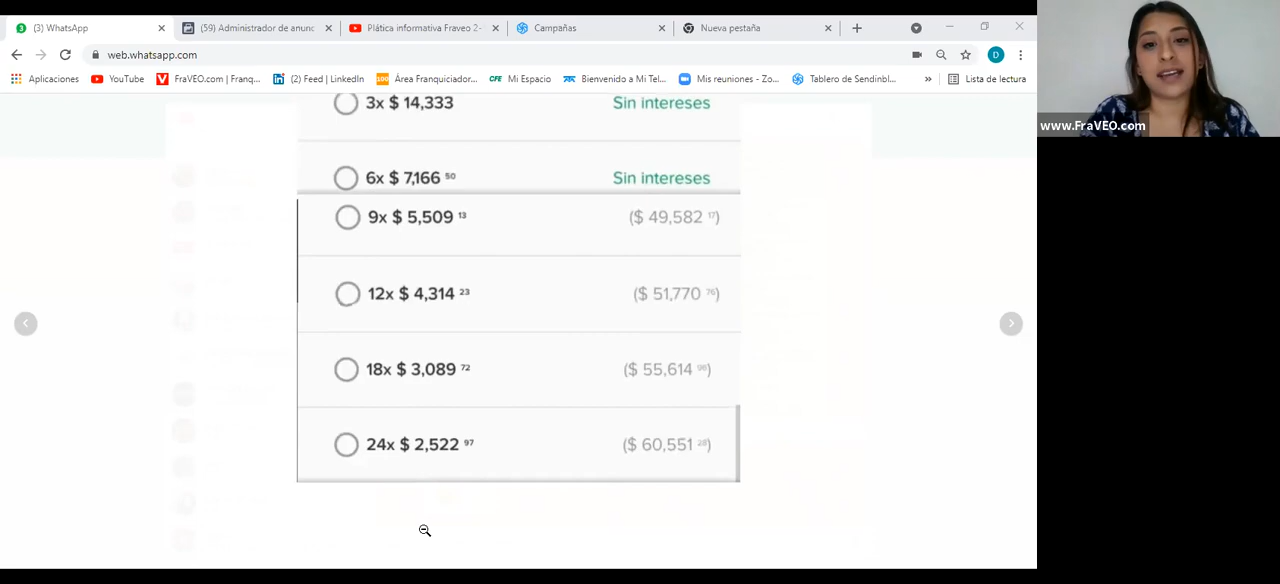 (3) WhatsApp
(59) Administrador de anunc
Plática informativa Fraveo 2-
Campañas
Nueva pestaña
web.whatsapp.com
D
Aplicaciones
YouTube
FraVEO.com | Franq...
(2) Feed | LinkedIn
Área Franquiciador...
CFE Mi Espacio
Bienvenido a Mi Tel...
Mis reuniones - Zo...
Tablero de Sendinbl...
»
Lista de lectura
www.FraVEO.com
3x $ 14,333 Sin intereses
6x $ 7,166 50 Sin intereses
9x $ 5,509 13 ($ 49,582 17)
12x $ 4,314 23 ($ 51,770 76)
18x $ 3,089 72 ($ 55,614 98)
24x $ 2,522 97 ($ 60,551 28)